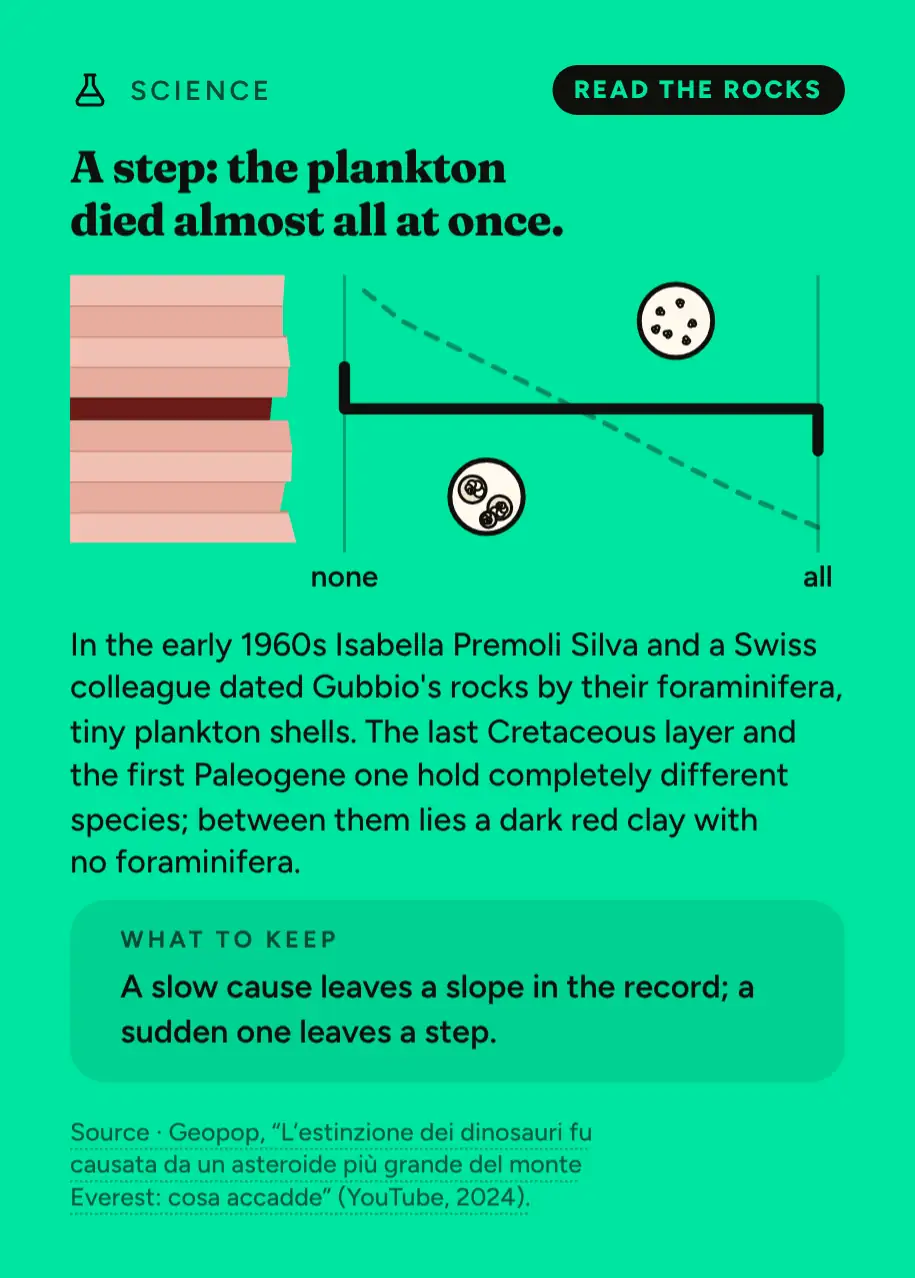 SCIENCE
READ THE ROCKS
A step: the plankton
died almost all at once.
none
all
In the early 1960s Isabella Premoli Silva and a Swiss
colleague dated Gubbio's rocks by their foraminifera,
tiny plankton shells. The last Cretaceous layer and
the first Paleogene one hold completely different
species; between them lies a dark red clay with
no foraminifera.
WHAT TO KEEP
A slow cause leaves a slope in the record; a
sudden one leaves a step.
Source · Geopop, “L’estinzione dei dinosauri fu
causata da un asteroide più grande del monte
Everest: cosa accadde” (YouTube, 2024).